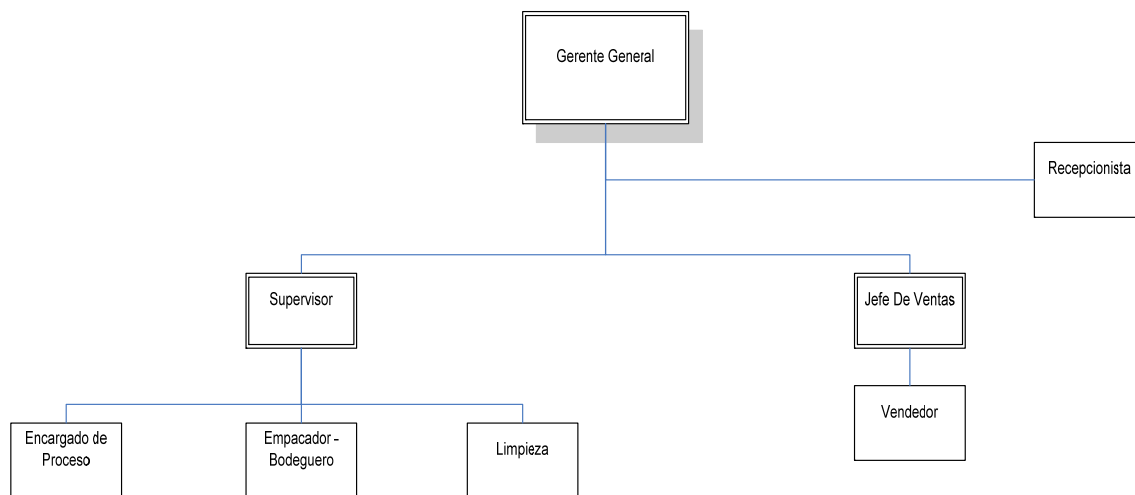 Gerente General
Recepcionista
Supervisor
Jefe De Ventas
Vendedor
Encargado de
Proceso
Empacador –
Bodeguero
Limpieza